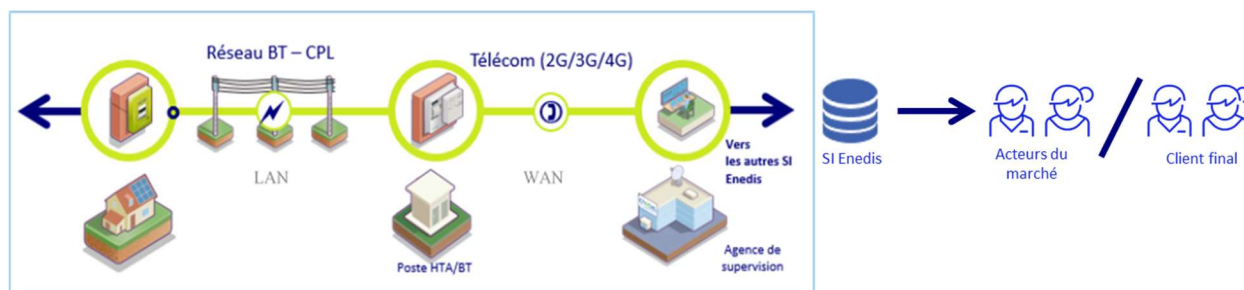 Réseau BT – CPL
Télécom (2G/3G/4G)
LAN
WAN
Vers
les autres SI
Enedis
Poste HTA/BT
Agence de
supervision
SI Enedis
Acteurs du
marché
Client final